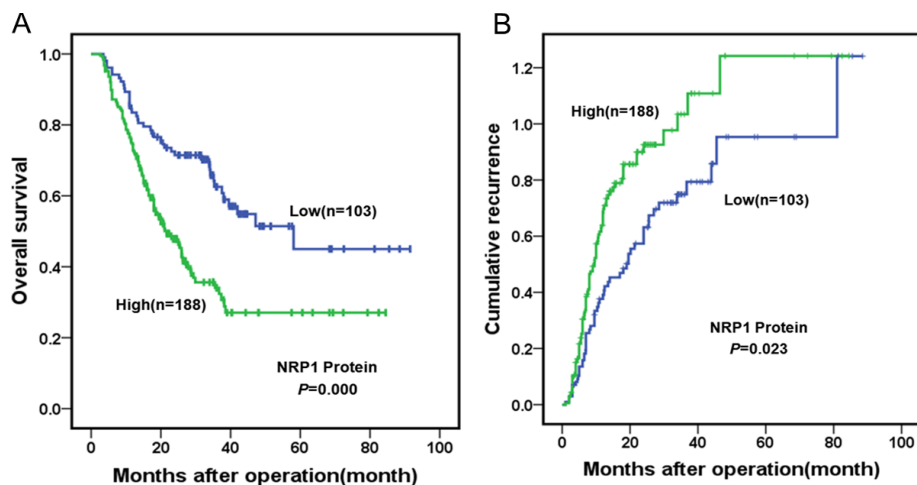 A
Overall survival
1.0
0.8
0.6
0.4
0.2
0.0
Low(n=103)
High(n=188)
NRP1 Protein
P=0.000
0 20 40 60 80 100
Months after operation(month)
B
Cumulative recurrence
1.2
1.0
0.8
0.6
0.4
0.2
0.0
High(n=188)
Low(n=103)
NRP1 Protein
P=0.023
0 20 40 60 80 100
Months after operation(month)